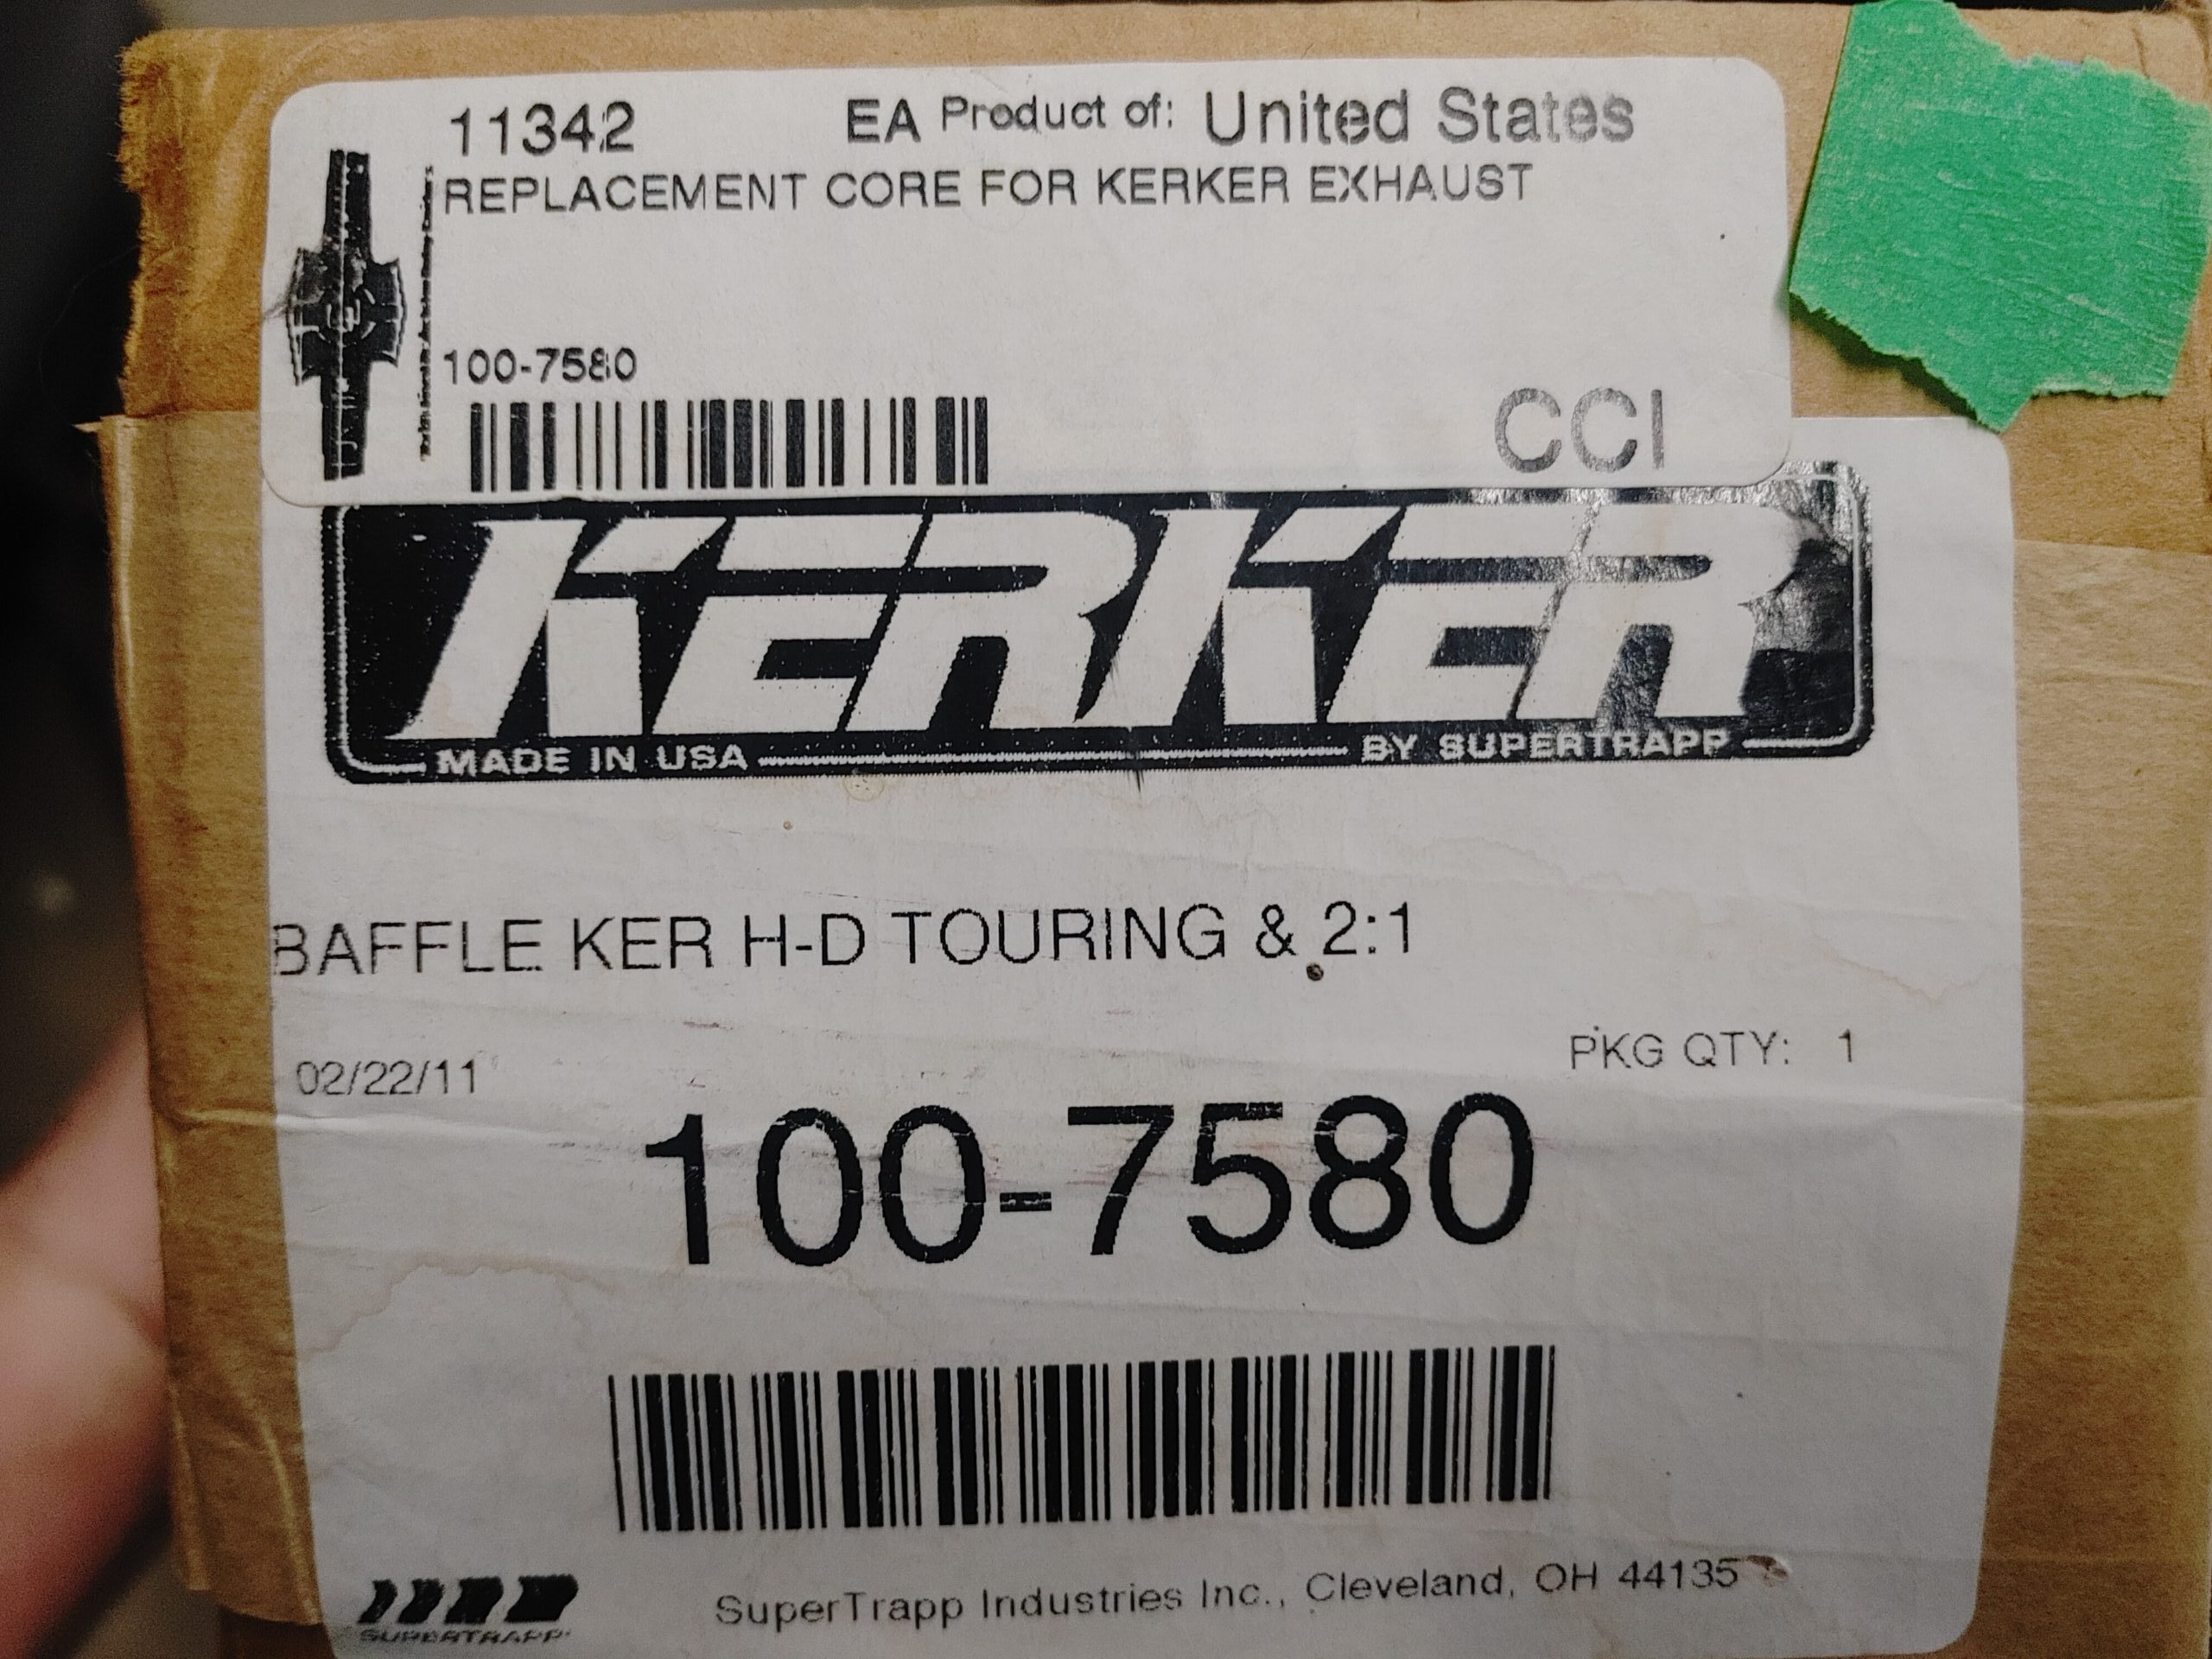 11342 EA Product of: United States
REPLACEMENT CORE FOR KERKER EXHAUST
100-7580
CCI
KERKER
MADE IN USA BY SUPERTRAPP
BAFFLE KER H-D TOURING & 2:1
02/22/11 PKG QTY: 1
100-7580
SuperTrapp Industries Inc., Cleveland, OH 44135
SUPERTRAPP